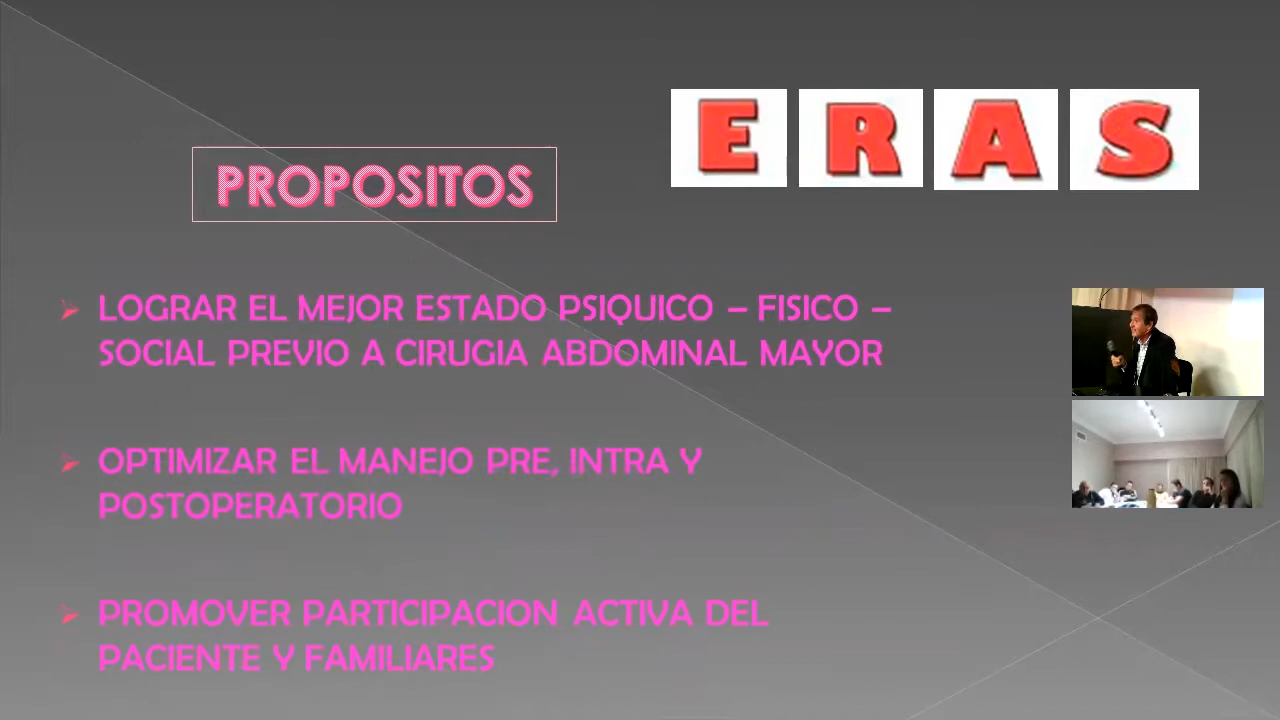 ERAS
PROPOSITOS
LOGRAR EL MEJOR ESTADO PSIQUICO – FISICO –
SOCIAL PREVIO A CIRUGIA ABDOMINAL MAYOR
OPTIMIZAR EL MANEJO PRE, INTRA Y
POSTOPERATORIO
PROMOVER PARTICIPACION ACTIVA DEL
PACIENTE Y FAMILIARES